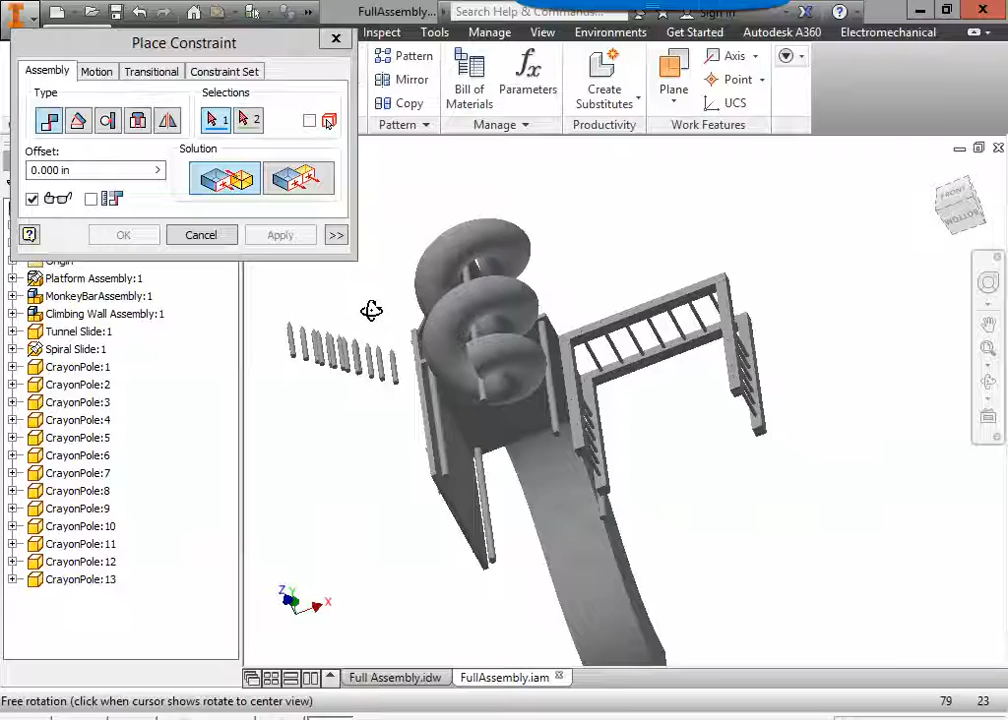 FullAssembly...
Search Help & Commands...
Sign In
Place Constraint
Inspect Tools Manage View Environments Get Started Autodesk A360 Electromechanical
Assembly Motion Transitional Constraint Set
Type
Selections
1 2
Offset:
0.000 in
Solution
OK Cancel Apply >>
Pattern
Mirror
Copy
Pattern
Bill of
Materials
Parameters
Manage
Create
Substitutes
Productivity
Plane
Axis
Point
UCS
Work Features
Origin
Platform Assembly:1
MonkeyBarAssembly:1
Climbing Wall Assembly:1
Tunnel Slide:1
Spiral Slide:1
CrayonPole:1
CrayonPole:2
CrayonPole:3
CrayonPole:4
CrayonPole:5
CrayonPole:6
CrayonPole:7
CrayonPole:8
CrayonPole:9
CrayonPole:10
CrayonPole:11
CrayonPole:12
CrayonPole:13
FRONT
BOTTOM
Z Y X
Full Assembly.idw
FullAssembly.iam
Free rotation (click when cursor shows rotate to center view)
79 23